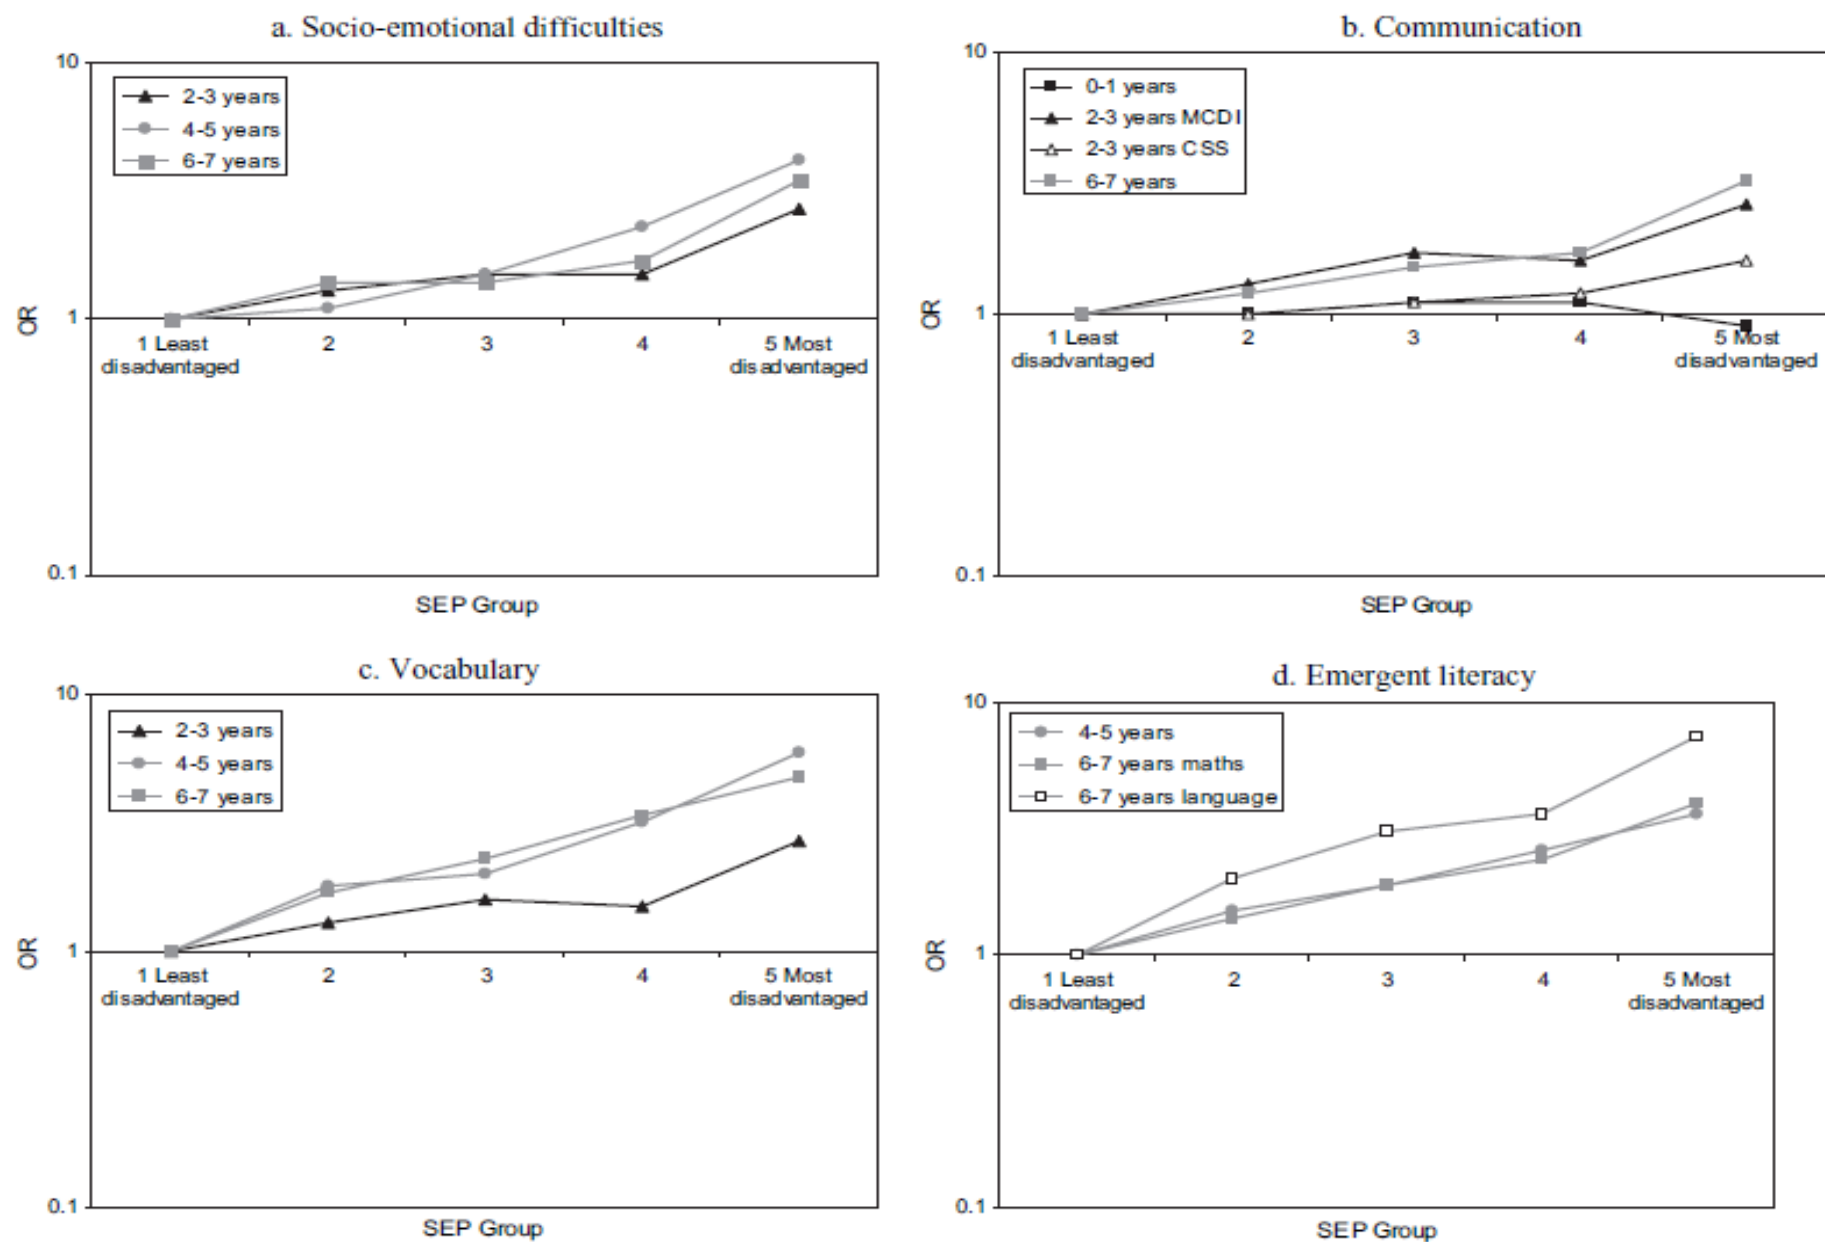 a. Socio-emotional difficulties
10
2-3 years
4-5 years
6-7 years
OR
1
1 Least
disadvantaged
2
3
4
5 Most
disadvantaged
0.1
SEP Group
b. Communication
10
0-1 years
2-3 years MCDI
2-3 years CSS
6-7 years
OR
1
1 Least
disadvantaged
2
3
4
5 Most
disadvantaged
0.1
SEP Group
c. Vocabulary
10
2-3 years
4-5 years
6-7 years
OR
1
1 Least
disadvantaged
2
3
4
5 Most
disadvantaged
0.1
SEP Group
d. Emergent literacy
10
4-5 years
6-7 years maths
6-7 years language
OR
1
1 Least
disadvantaged
2
3
4
5 Most
disadvantaged
0.1
SEP Group